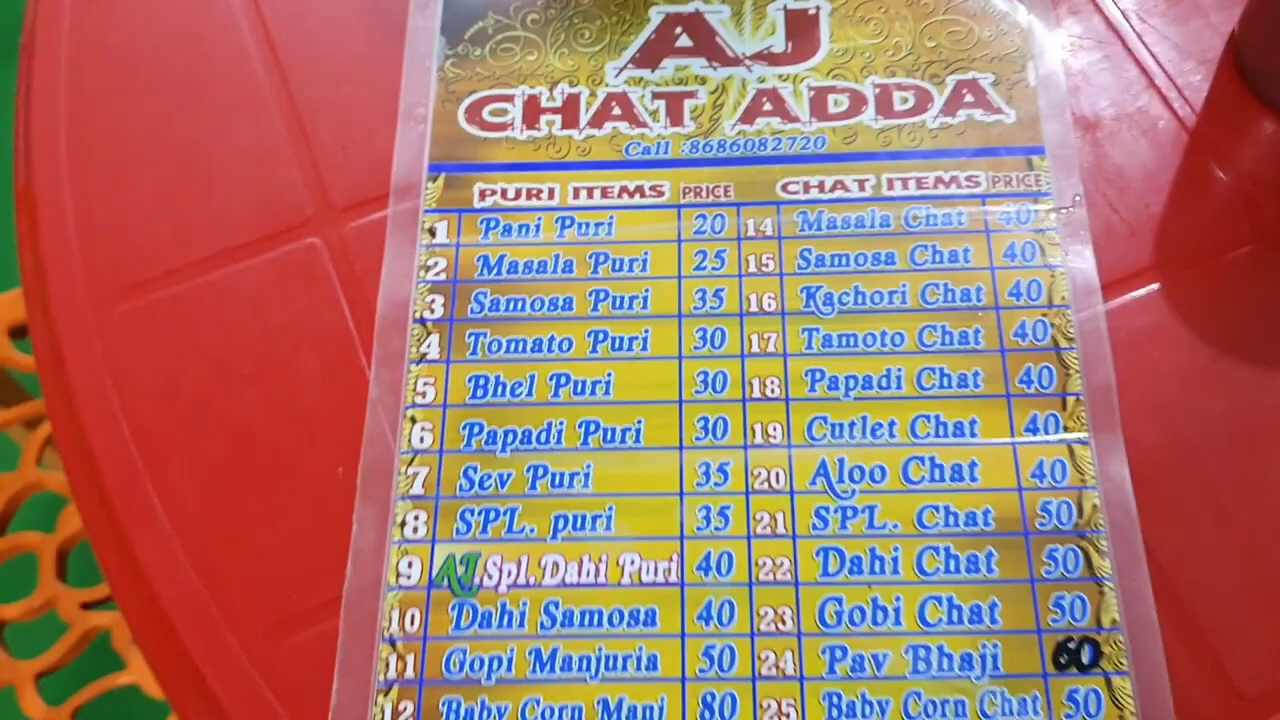 AJ
CHAT ADDA
Call :8686082720
PURI ITEMS PRICE CHAT ITEMS PRICE
1 Pani Puri 20 14 Masala Chat 40
2 Masala Puri 25 15 Samosa Chat 40
3 Samosa Puri 35 16 Kachori Chat 40
4 Tomato Puri 30 17 Tamoto Chat 40
5 Bhel Puri 30 18 Papadi Chat 40
6 Papadi Puri 30 19 Cutlet Chat 40
7 Sev Puri 35 20 Aloo Chat 40
8 SPL. puri 35 21 SPL. Chat 50
9 AJ.Spl.Dahi Puri 40 22 Dahi Chat 50
10 Dahi Samosa 40 23 Gobi Chat 50
11 Gopi Manjuria 50 24 Pav Bhaji 60
12 Baby Corn Manj 80 25 Baby Corn Chat 50